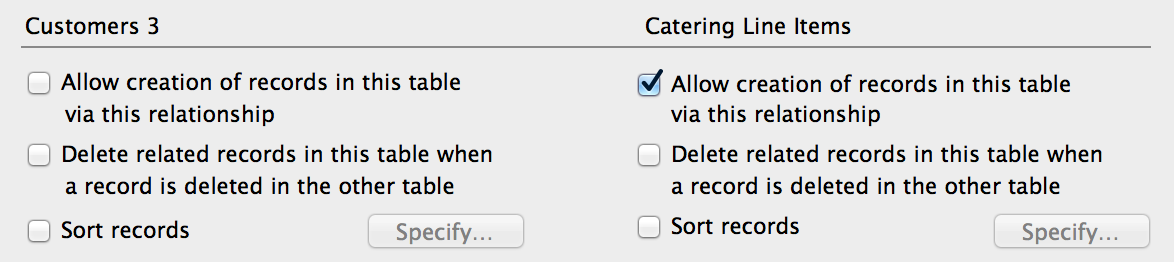 Customers 3
Allow creation of records in this table
via this relationship
Delete related records in this table when
a record is deleted in the other table
Sort records
Specify...
Catering Line Items
Allow creation of records in this table
via this relationship
Delete related records in this table when
a record is deleted in the other table
Sort records
Specify...